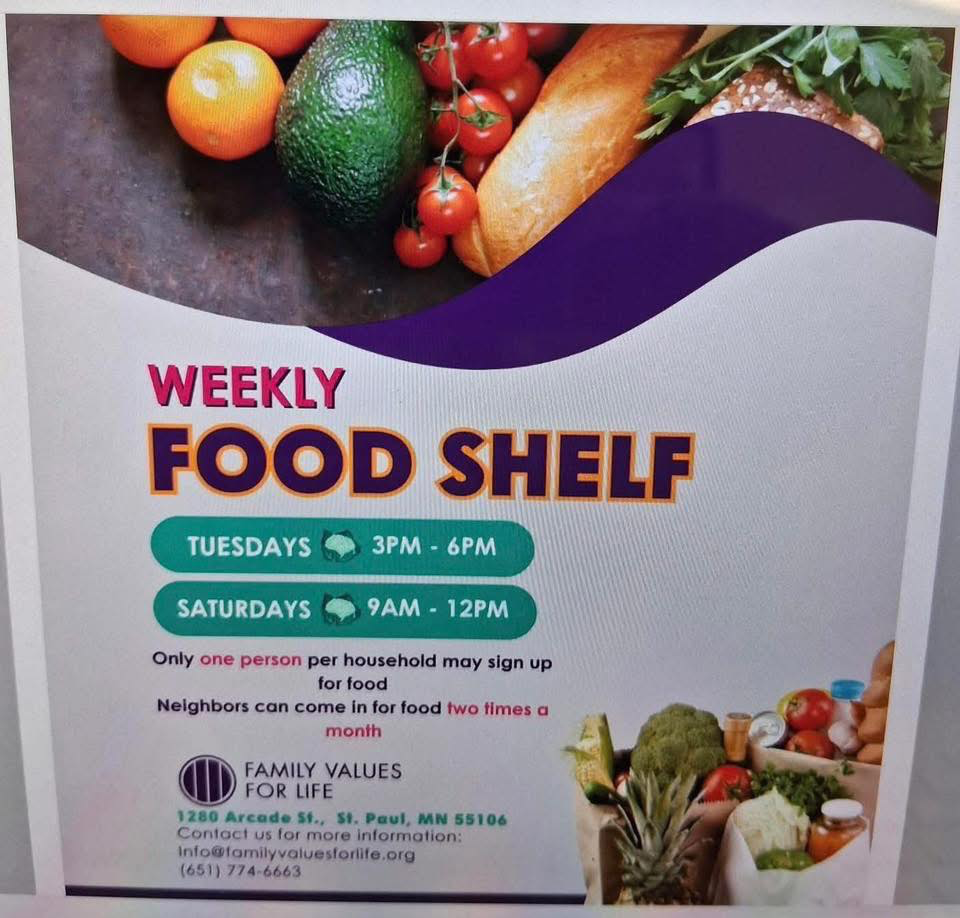 WEEKLY
FOOD SHELF
TUESDAYS 3PM - 6PM
SATURDAYS 9AM - 12PM
Only one person per household may sign up
for food
Neighbors can come in for food two times a
month
FAMILY VALUES
FOR LIFE
1280 Arcade St., St. Paul, MN 55106
Contact us for more information:
Info@familyvaluesforlife.org
(651) 774-6663